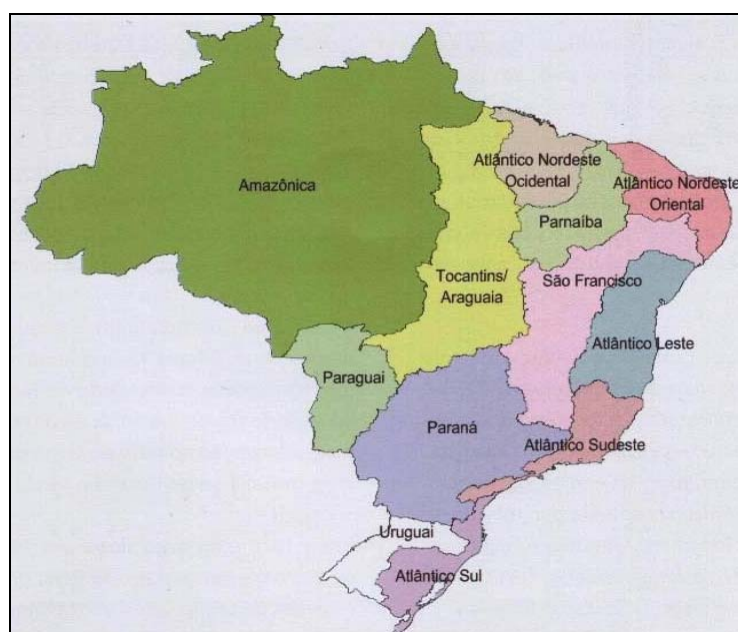 Amazônica
Atlântico Nordeste
Ocidental
Atlântico Nordeste
Oriental
Parnaíba
Tocantins/
Araguaia
São Francisco
Atlântico Leste
Paraguai
Paraná
Atlântico Sudeste
Uruguai
Atlântico Sul